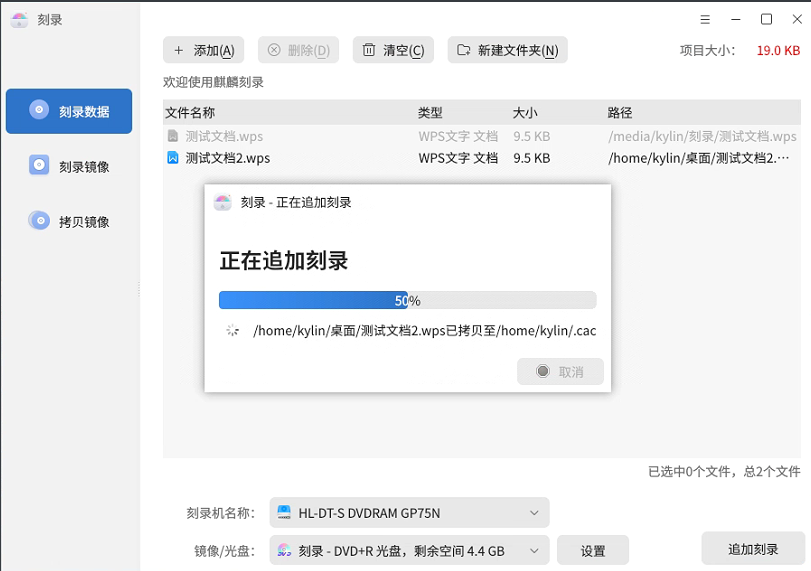 刻录
添加(A) 删除(D) 清空(C) 新建文件夹(N) 项目大小： 19.0 KB
欢迎使用麒麟刻录
文件名称 类型 大小 路径
测试文档.wps WPS文字 文档 9.5 KB /media/kylin/刻录/测试文档.wps
测试文档2.wps WPS文字 文档 9.5 KB /home/kylin/桌面/测试文档2.…
刻录数据
刻录镜像
拷贝镜像
刻录 - 正在追加刻录
正在追加刻录
50%
/home/kylin/桌面/测试文档2.wps已拷贝至/home/kylin/.cac
取消
已选中0个文件，总2个文件
刻录机名称： HL-DT-S DVDRAM GP75N
镜像/光盘： 刻录 - DVD+R 光盘，剩余空间 4.4 GB 设置 追加刻录